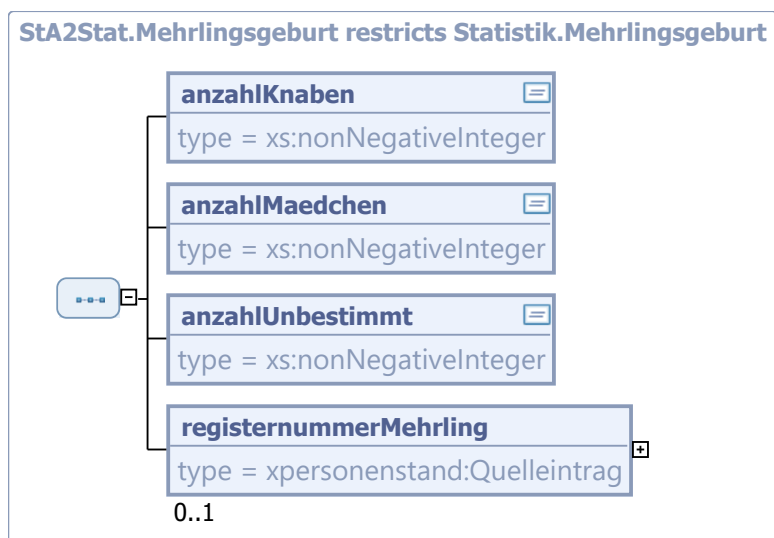 StA2Stat.Mehrlingsgeburt restricts Statistik.Mehrlingsgeburt
anzahlKnaben
type = xs:nonNegativeInteger
anzahlMaedchen
type = xs:nonNegativeInteger
anzahlUnbestimmt
type = xs:nonNegativeInteger
registernummerMehrling
type = xpersonenstand:Quelleintrag
0..1